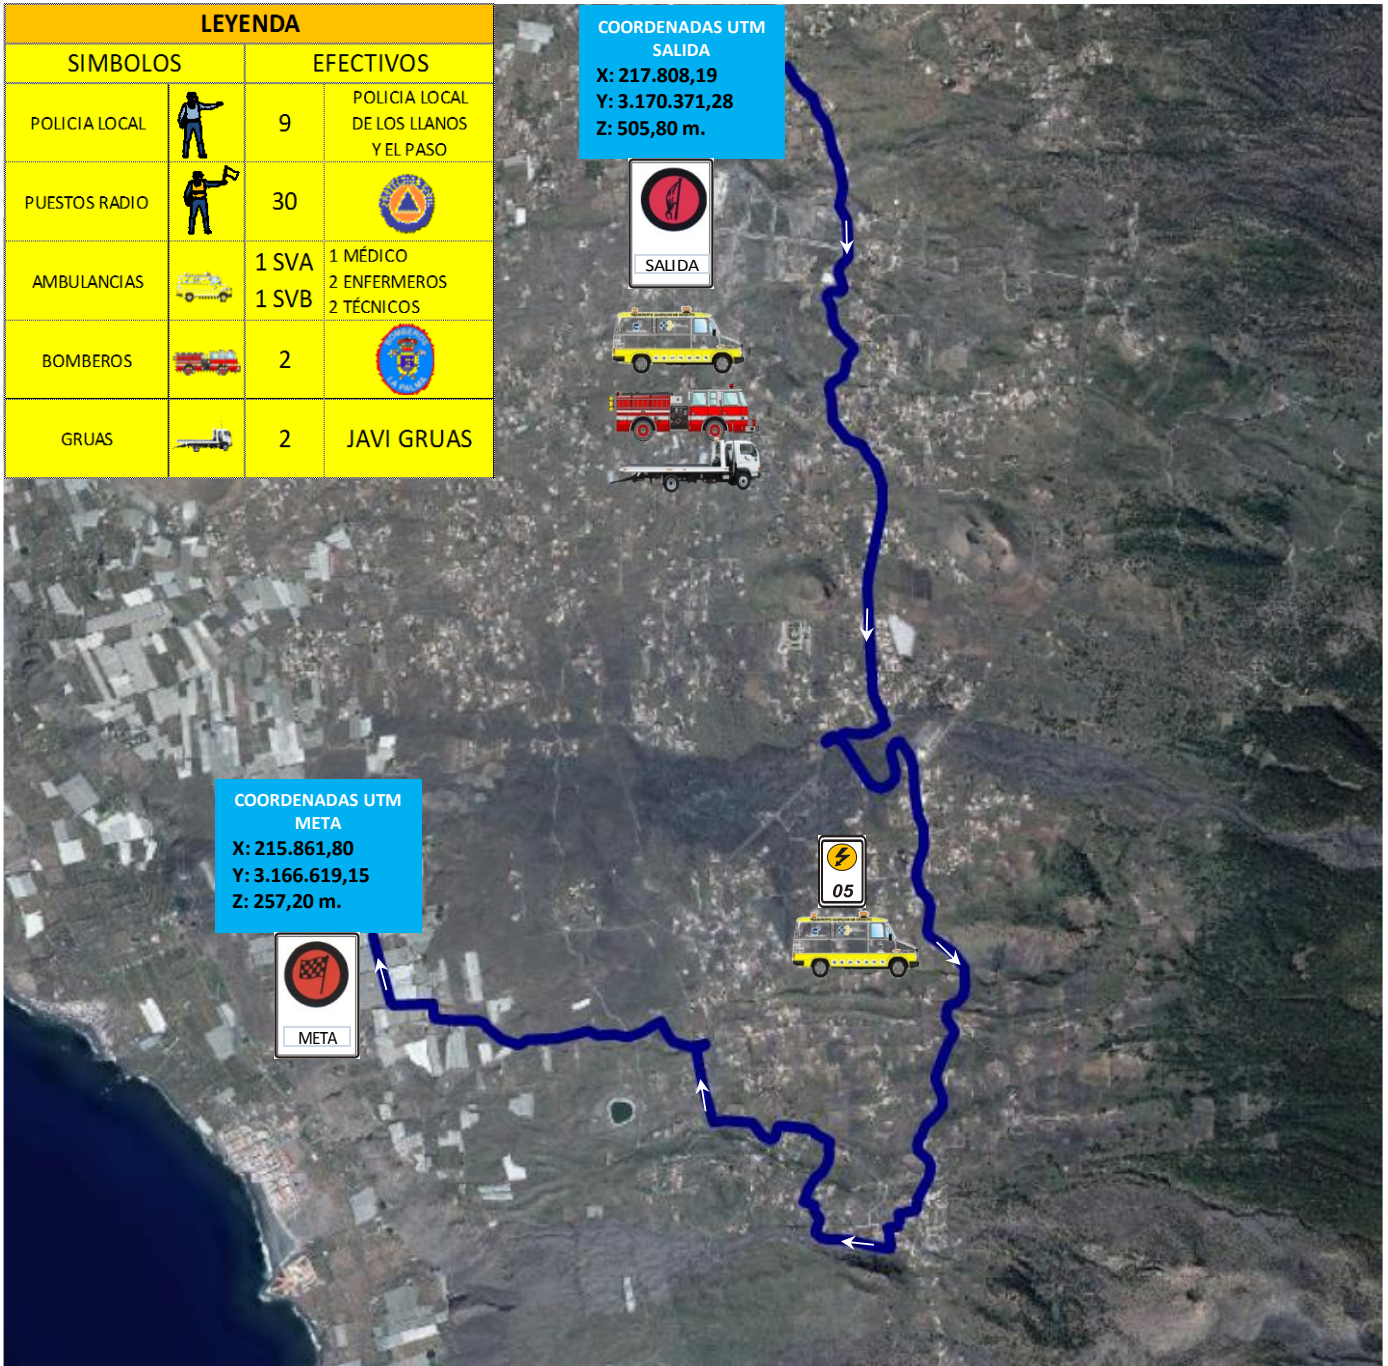 LEYENDA
SIMBOLOS
EFECTIVOS
POLICIA LOCAL
9
POLICIA LOCAL
DE LOS LLANOS
Y EL PASO
PUESTOS RADIO
30
AMBULANCIAS
1 SVA
1 SVB
1 MÉDICO
2 ENFERMEROS
2 TÉCNICOS
BOMBEROS
2
BOMBEROS
LA PALMA
GRUAS
2
JAVI GRUAS
COORDENADAS UTM
SALIDA
X: 217.808,19
Y: 3.170.371,28
Z: 505,80 m.
SALIDA
COORDENADAS UTM
META
X: 215.861,80
Y: 3.166.619,15
Z: 257,20 m.
META
05